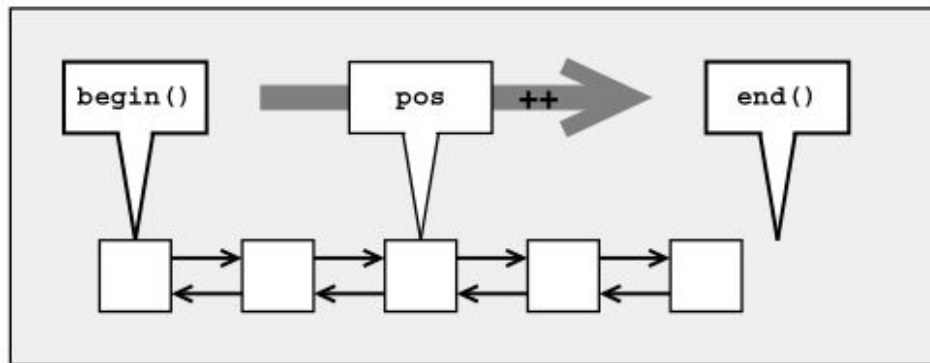 begin()
pos
++
end()